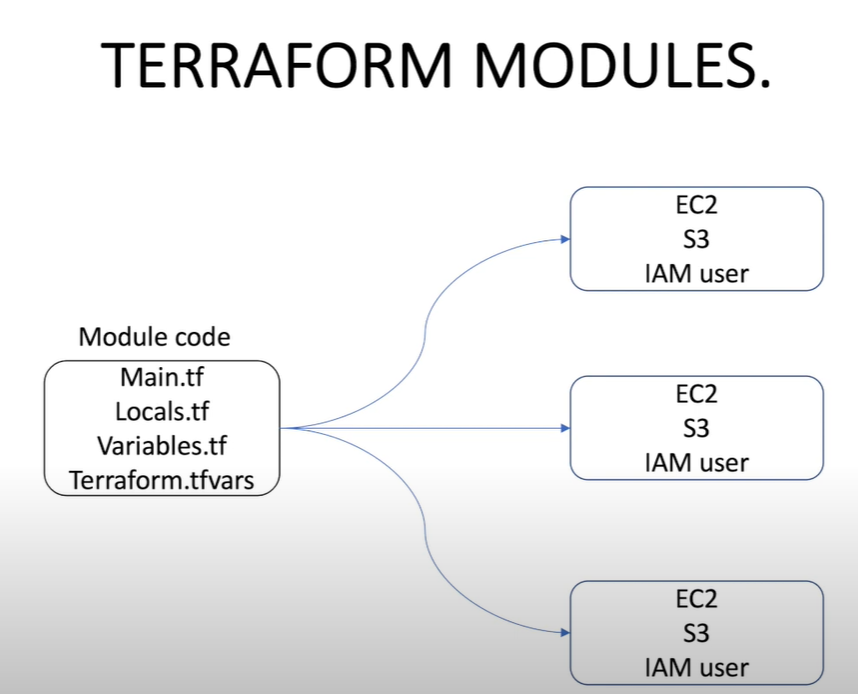 TERRAFORM MODULES.
EC2
S3
IAM user
Module code
Main.tf
Locals.tf
Variables.tf
Terraform.tfvars
EC2
S3
IAM user
EC2
S3
IAM user